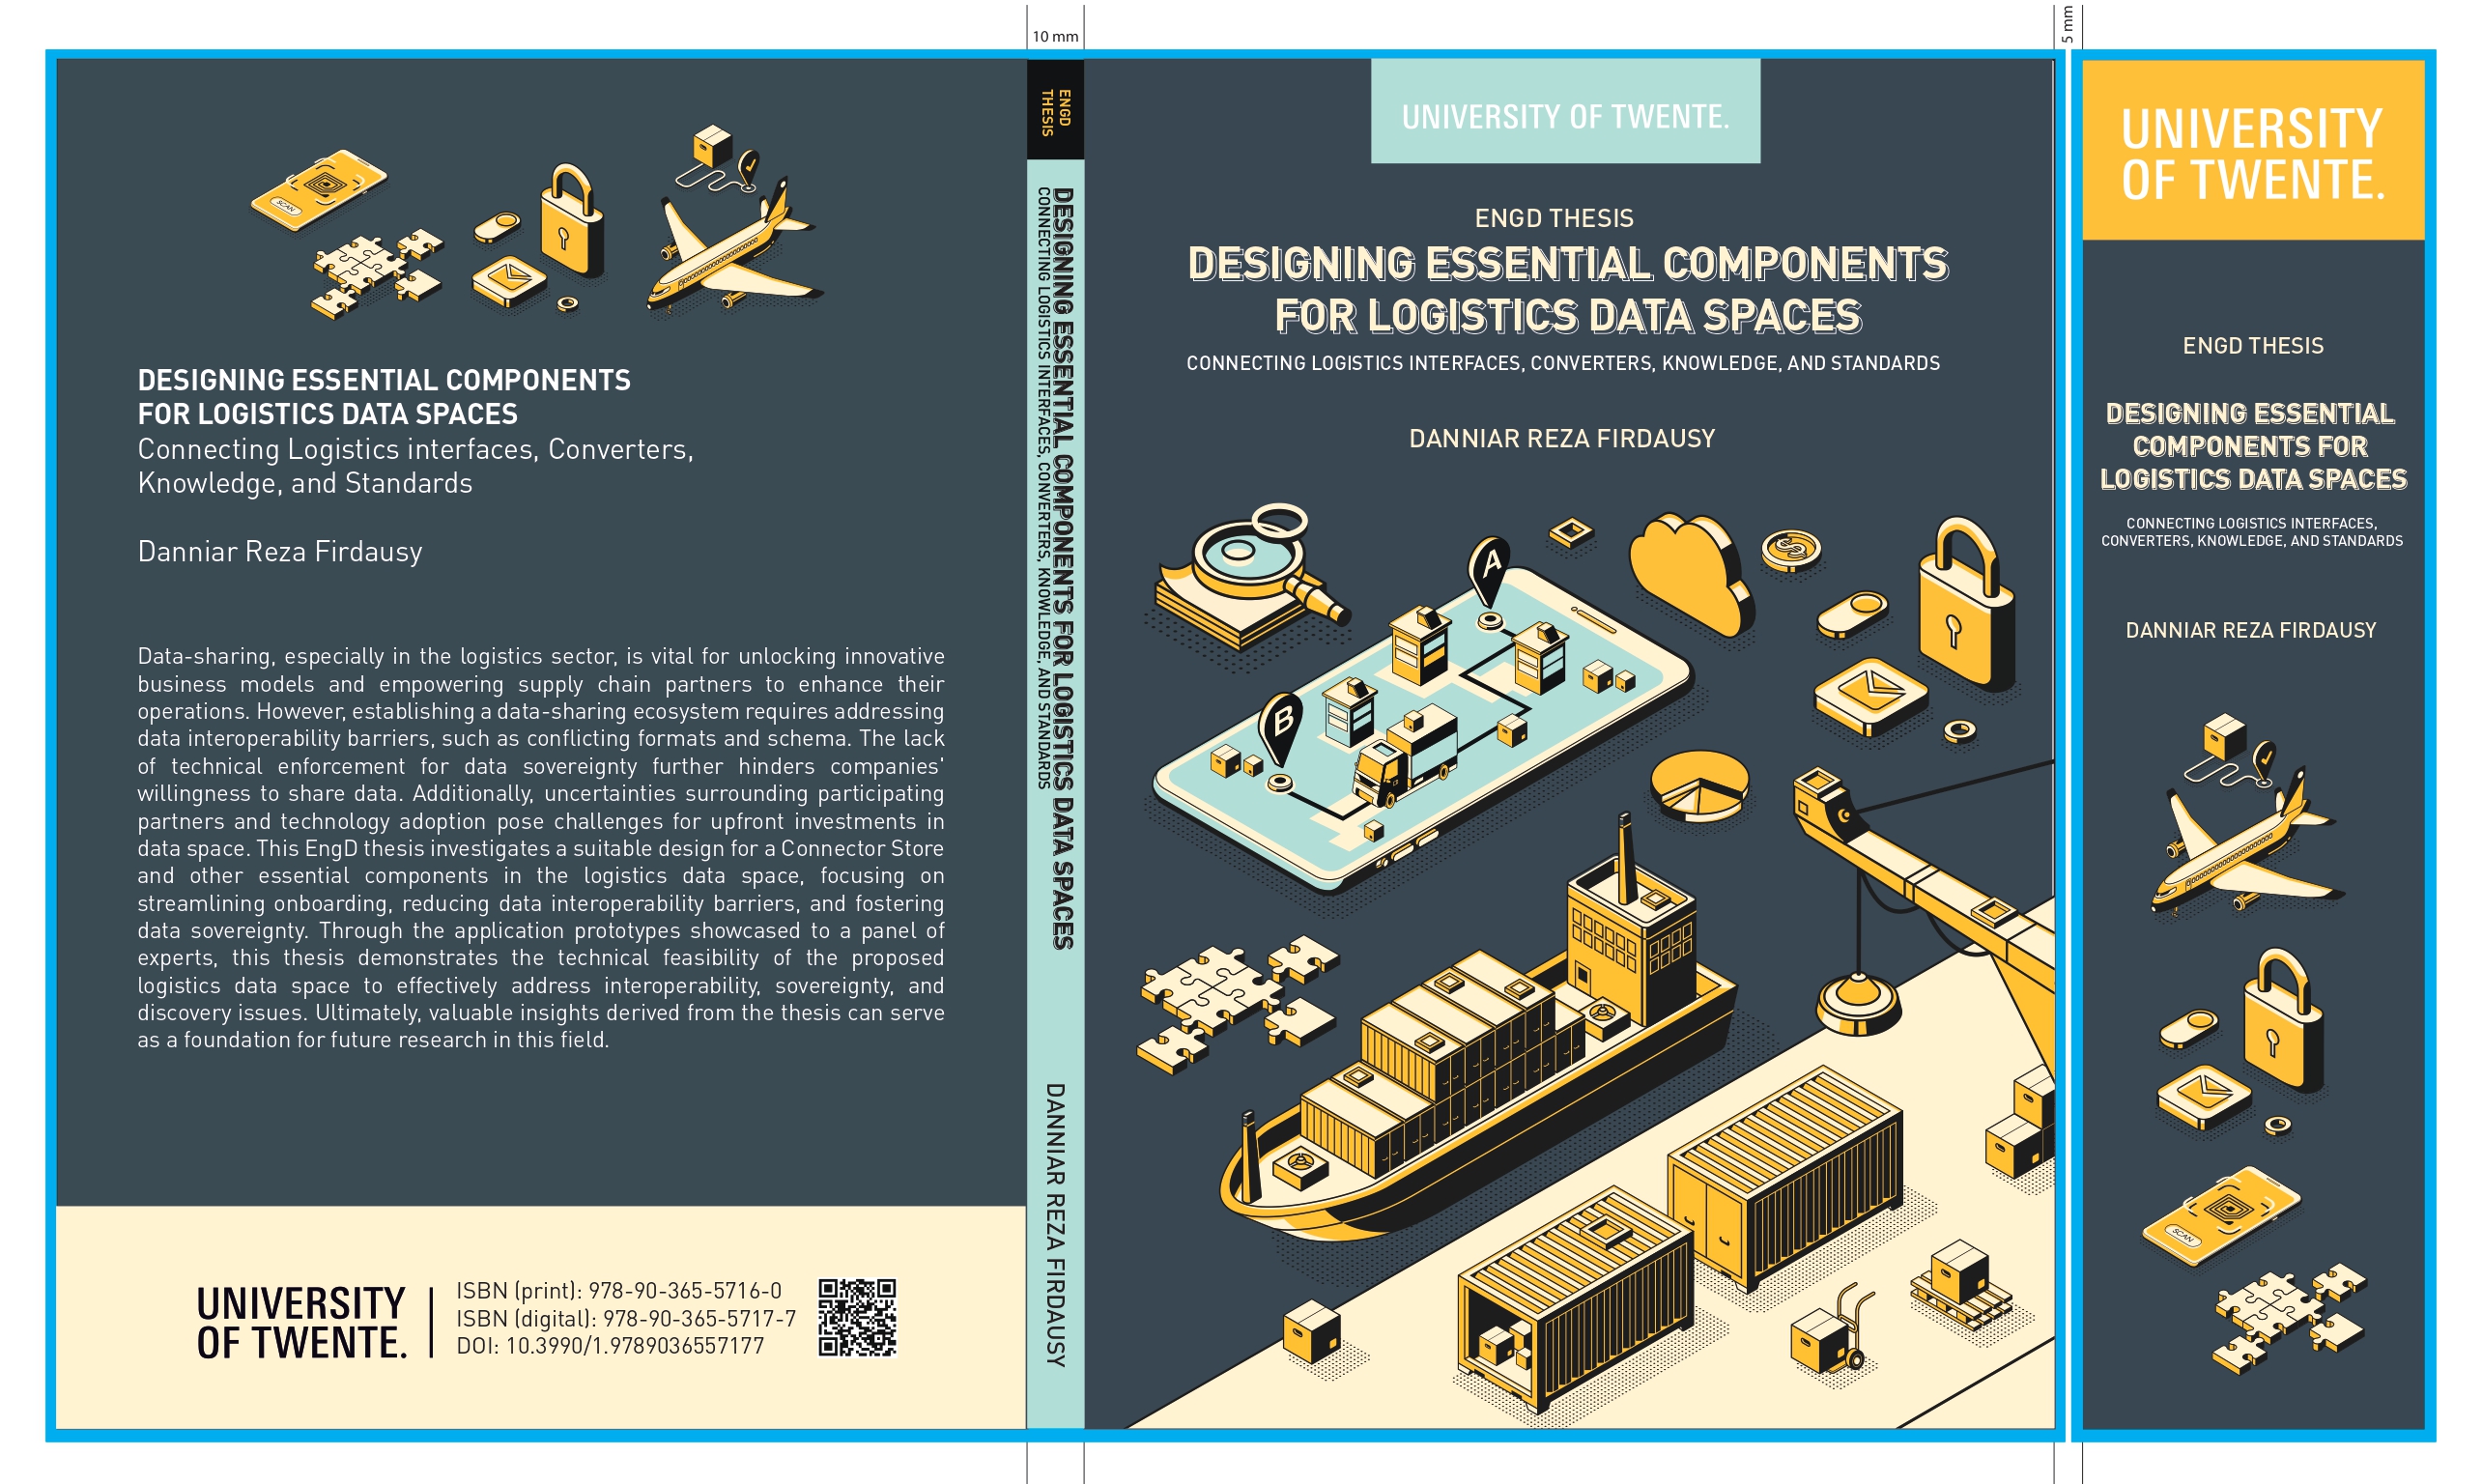 10 mm
5 mm
SCAN
DESIGNING ESSENTIAL COMPONENTS
FOR LOGISTICS DATA SPACES
Connecting Logistics interfaces, Converters,
Knowledge, and Standards
Danniar Reza Firdausy
Data-sharing, especially in the logistics sector, is vital for unlocking innovative
business models and empowering supply chain partners to enhance their
operations. However, establishing a data-sharing ecosystem requires addressing
data interoperability barriers, such as conflicting formats and schema. The lack
of technical enforcement for data sovereignty further hinders companies'
willingness to share data. Additionally, uncertainties surrounding participating
partners and technology adoption pose challenges for upfront investments in
data space. This EngD thesis investigates a suitable design for a Connector Store
and other essential components in the logistics data space, focusing on
streamlining onboarding, reducing data interoperability barriers, and fostering
data sovereignty. Through the application prototypes showcased to a panel of
experts, this thesis demonstrates the technical feasibility of the proposed
logistics data space to effectively address interoperability, sovereignty, and
discovery issues. Ultimately, valuable insights derived from the thesis can serve
as a foundation for future research in this field.
UNIVERSITY
OF TWENTE.
ISBN (print): 978-90-365-5716-0
ISBN (digital): 978-90-365-5717-7
DOI: 10.3990/1.9789036557177
ENGD
THESIS
DESIGNING ESSENTIAL COMPONENTS FOR LOGISTICS DATA SPACES
CONNECTING LOGISTICS INTERFACES, CONVERTERS, KNOWLEDGE, AND STANDARDS
DANNIAR REZA FIRDAUSY
UNIVERSITY OF TWENTE.
ENGD THESIS
DESIGNING ESSENTIAL COMPONENTS
FOR LOGISTICS DATA SPACES
CONNECTING LOGISTICS INTERFACES, CONVERTERS, KNOWLEDGE, AND STANDARDS
DANNIAR REZA FIRDAUSY
A
$
B
UNIVERSITY
OF TWENTE.
ENGD THESIS
DESIGNING ESSENTIAL
COMPONENTS FOR
LOGISTICS DATA SPACES
CONNECTING LOGISTICS INTERFACES,
CONVERTERS, KNOWLEDGE, AND STANDARDS
DANNIAR REZA FIRDAUSY
SCAN